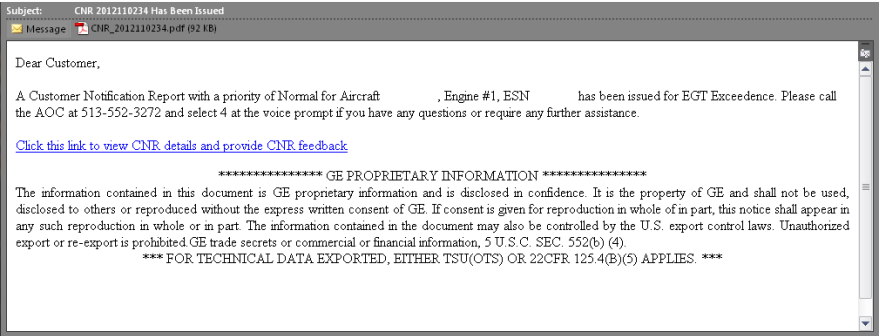 Subject: CNR 2012110234 Has Been Issued
Message CNR_2012110234.pdf (92 KB)
Dear Customer,
A Customer Notification Report with a priority of Normal for Aircraft , Engine #1, ESN has been issued for EGT Exceedence. Please call
the AOC at 513-552-3272 and select 4 at the voice prompt if you have any questions or require any further assistance.
Click this link to view CNR details and provide CNR feedback
*************** GE PROPRIETARY INFORMATION ***************
The information contained in this document is GE proprietary information and is disclosed in confidence. It is the property of GE and shall not be used,
disclosed to others or reproduced without the express written consent of GE. If consent is given for reproduction in whole of in part, this notice shall appear in
any such reproduction in whole or in part. The information contained in the document may also be controlled by the U.S. export control laws. Unauthorized
export or re-export is prohibited.GE trade secrets or commercial or financial information, 5 U.S.C. SEC. 552(b) (4).
*** FOR TECHNICAL DATA EXPORTED, EITHER TSU(OTS) OR 22CFR 125.4(B)(5) APPLIES. ***